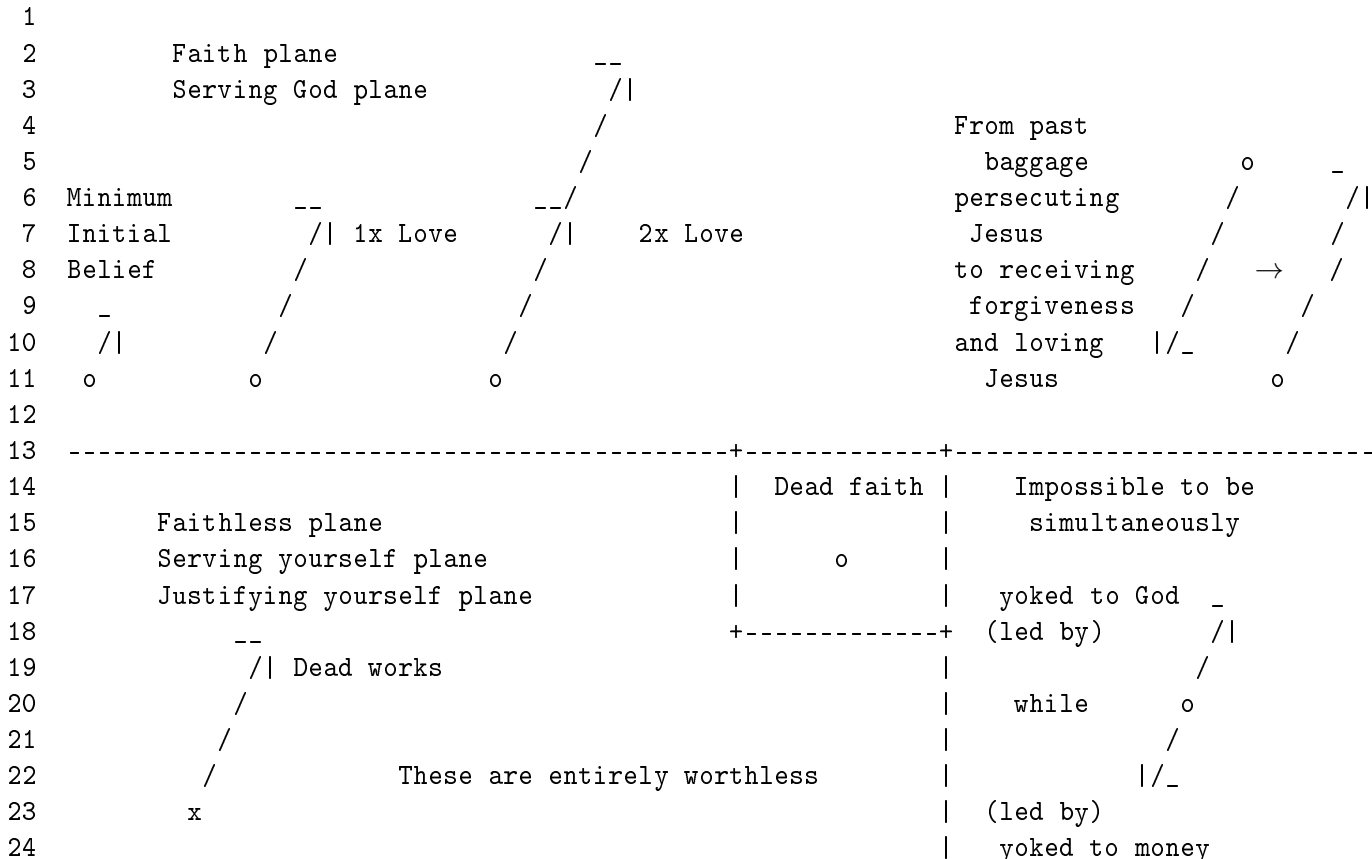 1
 2         Faith plane                 __
 3         Serving God plane            /|
 4                                     /                       From past
 5                                    /                          baggage          o     _
 6  Minimum        __              __/                         persecuting       /       /|
 7  Initial         /| 1x Love      /|    2x Love               Jesus           /       /
 8  Belief         /               /                           to receiving    /   →   /
 9    _           /               /                             forgiveness   /       /
10    /|         /               /                             and loving   |/_      /
11   o          o               o                                Jesus              o
12
13  --------------------------------------------+-------------+----------------------------
14                                              |  Dead faith |    Impossible to be
15        Faithless plane                       |             |     simultaneously
16        Serving yourself plane                |      o      |
17        Justifying yourself plane             |             |   yoked to God  _
18             __                               +-------------+  (led by)       /|
19              /| Dead works                                 |                /
20             /                                              |    while      o
21            /                                               |              /
22           /            These are entirely worthless        |            |/_
23          x                                                 |  (led by)
24                                                            |   yoked to money